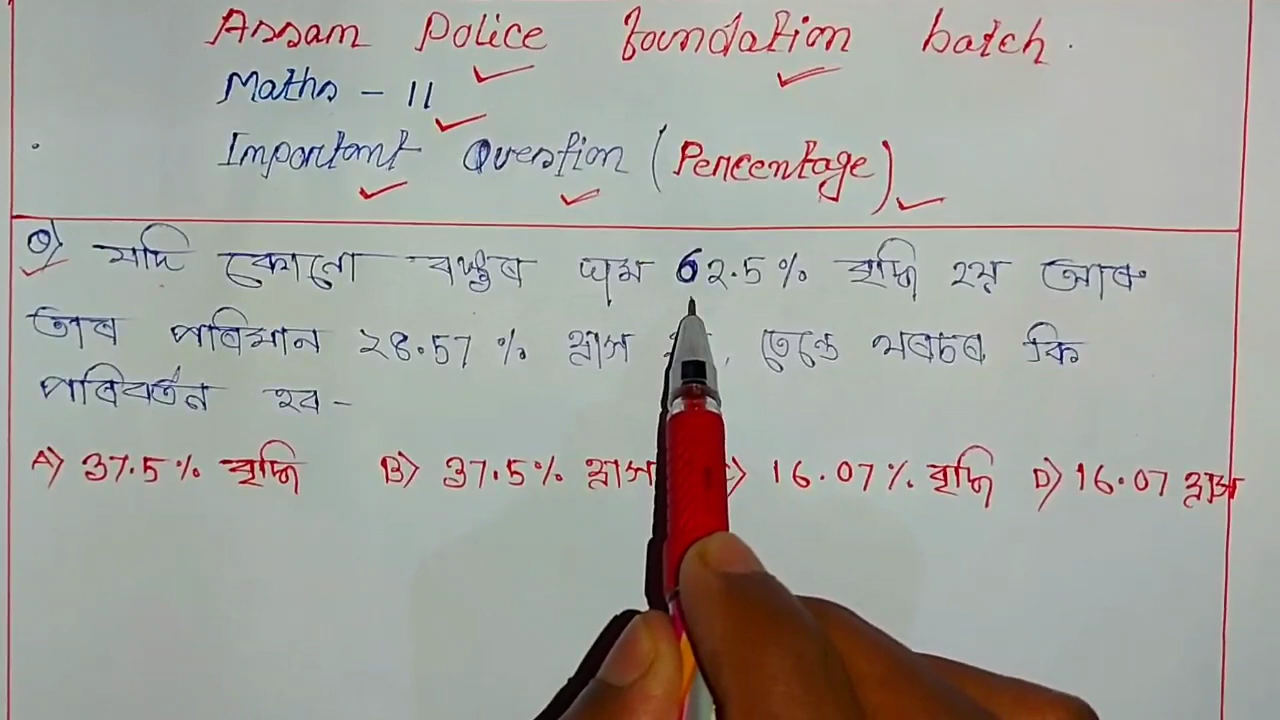 Assam Police foundation batch.
Maths - 11
Important Question (Percentage)
Q) যদি কোনো বস্তুৰ দাম 62.5% বৃদ্ধি হয় আৰু
তাৰ পৰিমান 28.57% হ্ৰাস , তেন্তে খৰচৰ কি
পৰিবৰ্তন হব -
A) 37.5% বৃদ্ধি B) 37.5% হ্ৰাস C) 16.07% বৃদ্ধি D) 16.07 হ্ৰাস